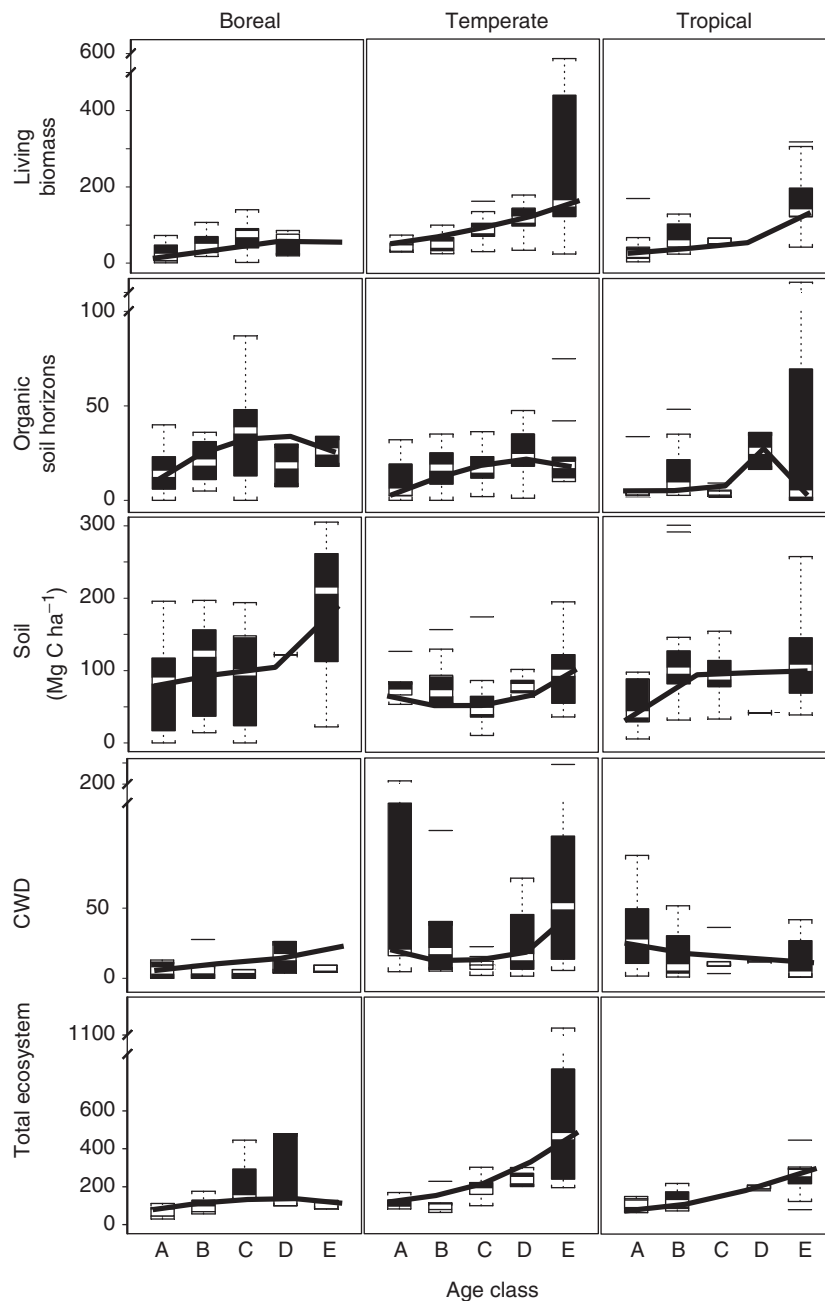 Boreal Temperate Tropical
Living
biomass
600
400
200
0
Organic
soil horizons
100
50
0
Soil
(Mg C ha⁻¹)
300
200
100
0
CWD
200
50
0
Total ecosystem
1100
600
400
200
0
A B C D E A B C D E A B C D E
Age class